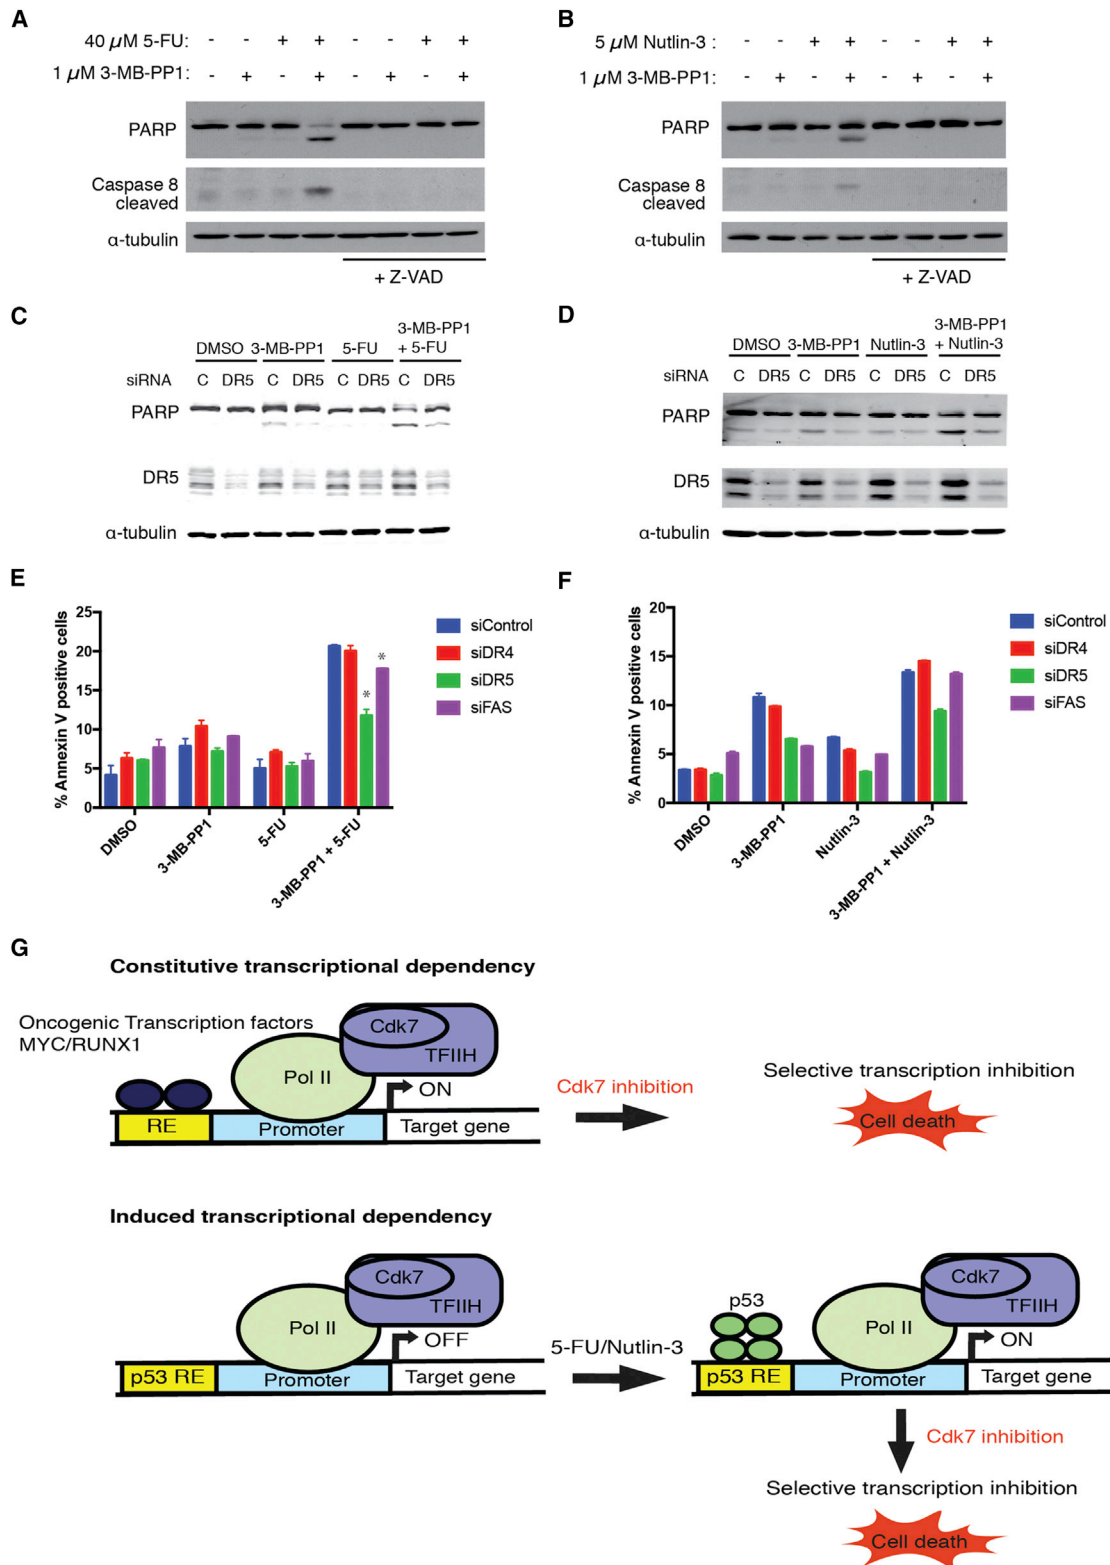 A
40 µM 5-FU: - - + + - - + +
1 µM 3-MB-PP1: - + - + - + - +
PARP
Caspase 8
cleaved
α-tubulin
+ Z-VAD
B
5 µM Nutlin-3 : - - + + - - + +
1 µM 3-MB-PP1: - + - + - + - +
PARP
Caspase 8
cleaved
α-tubulin
+ Z-VAD
C
DMSO 3-MB-PP1 5-FU 3-MB-PP1
+ 5-FU
siRNA C DR5 C DR5 C DR5 C DR5
PARP
DR5
α-tubulin
D
DMSO 3-MB-PP1 Nutlin-3 3-MB-PP1
+ Nutlin-3
siRNA C DR5 C DR5 C DR5 C DR5
PARP
DR5
α-tubulin
E
% Annexin V positive cells
25
20
15
10
5
0
* *
DMSO
3-MB-PP1
5-FU
3-MB-PP1 + 5-FU
siControl
siDR4
siDR5
siFAS
F
% Annexin V positive cells
20
15
10
5
0
DMSO
3-MB-PP1
Nutlin-3
3-MB-PP1 + Nutlin-3
siControl
siDR4
siDR5
siFAS
G
Constitutive transcriptional dependency
Oncogenic Transcription factors
MYC/RUNX1
Cdk7
TFIIH
Pol II
ON
RE
Promoter
Target gene
Cdk7 inhibition
Selective transcription inhibition
Cell death
Induced transcriptional dependency
Cdk7
TFIIH
Pol II
OFF
p53 RE
Promoter
Target gene
5-FU/Nutlin-3
p53
Cdk7
TFIIH
Pol II
ON
p53 RE
Promoter
Target gene
Cdk7 inhibition
Selective transcription inhibition
Cell death